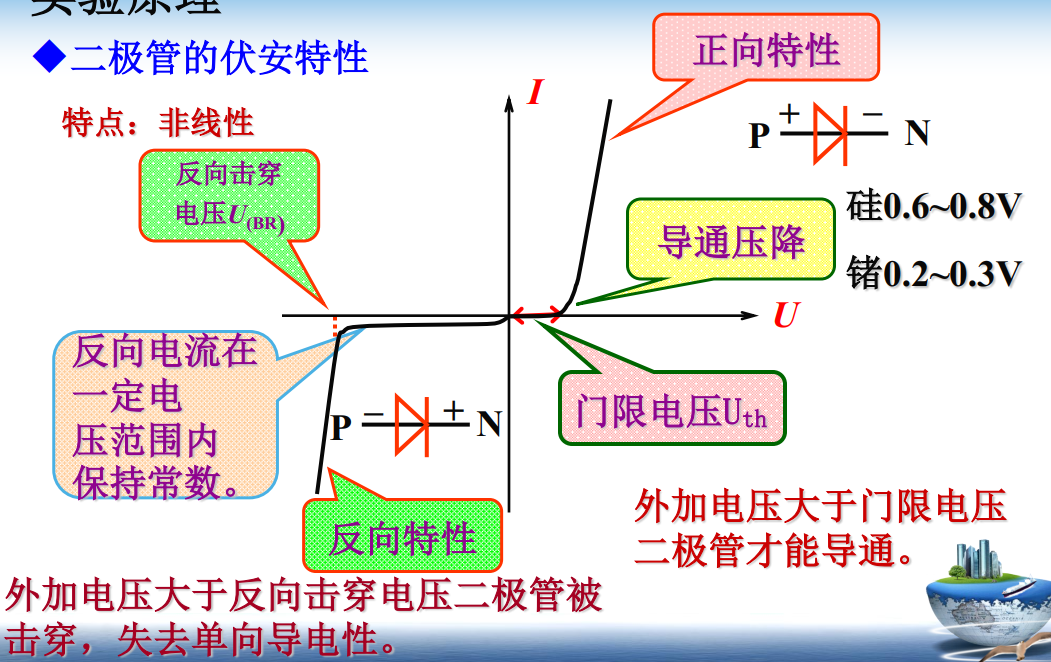 实验原理
◆二极管的伏安特性
特点：非线性
反向击穿
电压U(BR)
I
正向特性
P + − N
硅0.6~0.8V
导通压降
锗0.2~0.3V
U
反向电流在
一定电
压范围内
保持常数。
P − + N
门限电压Uth
反向特性
外加电压大于门限电压
二极管才能导通。
外加电压大于反向击穿电压二极管被
击穿，失去单向导电性。